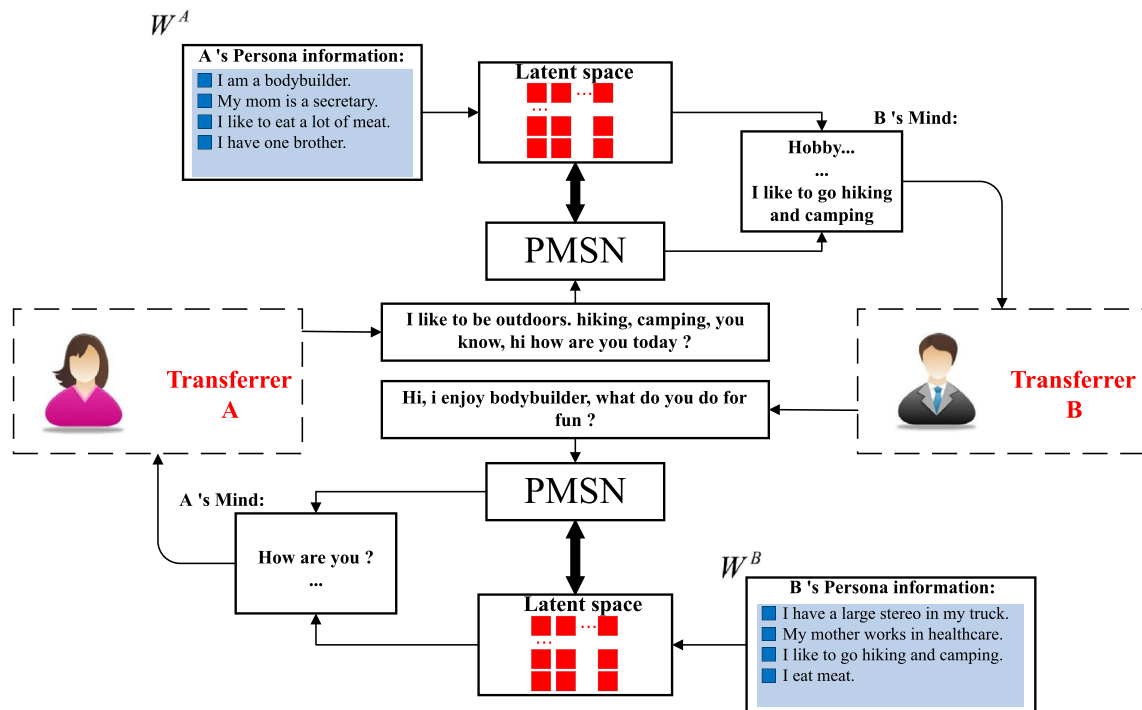 W^A
A 's Persona information:
I am a bodybuilder.
My mom is a secretary.
I like to eat a lot of meat.
I have one brother.
Latent space
...
...
B 's Mind:
Hobby...
...
I like to go hiking
and camping
PMSN
I like to be outdoors. hiking, camping, you
know, hi how are you today ?
Transferrer
A
Transferrer
B
Hi, i enjoy bodybuilder, what do you do for
fun ?
PMSN
A 's Mind:
How are you ?
...
Latent space
...
...
W^B
B 's Persona information:
I have a large stereo in my truck.
My mother works in healthcare.
I like to go hiking and camping.
I eat meat.